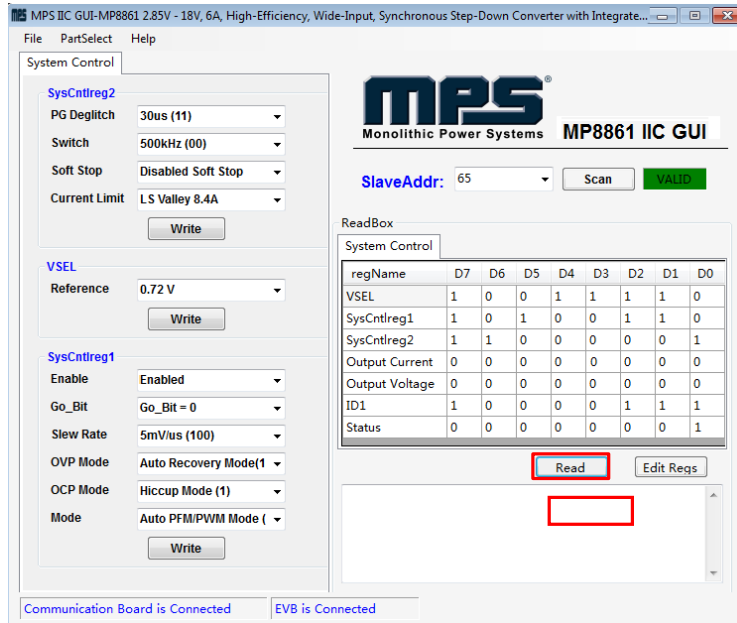 MPS IIC GUI-MP8861 2.85V - 18V, 6A, High-Efficiency, Wide-Input, Synchronous Step-Down Converter with Integrate...
File PartSelect Help
System Control
SysCntlreg2
PG Deglitch 30us (11)
Switch 500kHz (00)
Soft Stop Disabled Soft Stop
Current Limit LS Valley 8.4A
Write
VSEL
Reference 0.72 V
Write
SysCntlreg1
Enable Enabled
Go_Bit Go_Bit = 0
Slew Rate 5mV/us (100)
OVP Mode Auto Recovery Mode(1
OCP Mode Hiccup Mode (1)
Mode Auto PFM/PWM Mode (
Write
mPS®
Monolithic Power Systems MP8861 IIC GUI
SlaveAddr: 65 Scan VALID
ReadBox
System Control
regName D7 D6 D5 D4 D3 D2 D1 D0
VSEL 1 0 0 1 1 1 1 0
SysCntlreg1 1 0 1 0 0 1 1 0
SysCntlreg2 1 1 0 0 0 0 0 1
Output Current 0 0 0 0 0 0 0 0
Output Voltage 0 0 0 0 0 0 0 0
ID1 1 0 0 0 0 1 1 1
Status 0 0 0 0 0 0 0 1
Read Edit Regs
Communication Board is Connected EVB is Connected